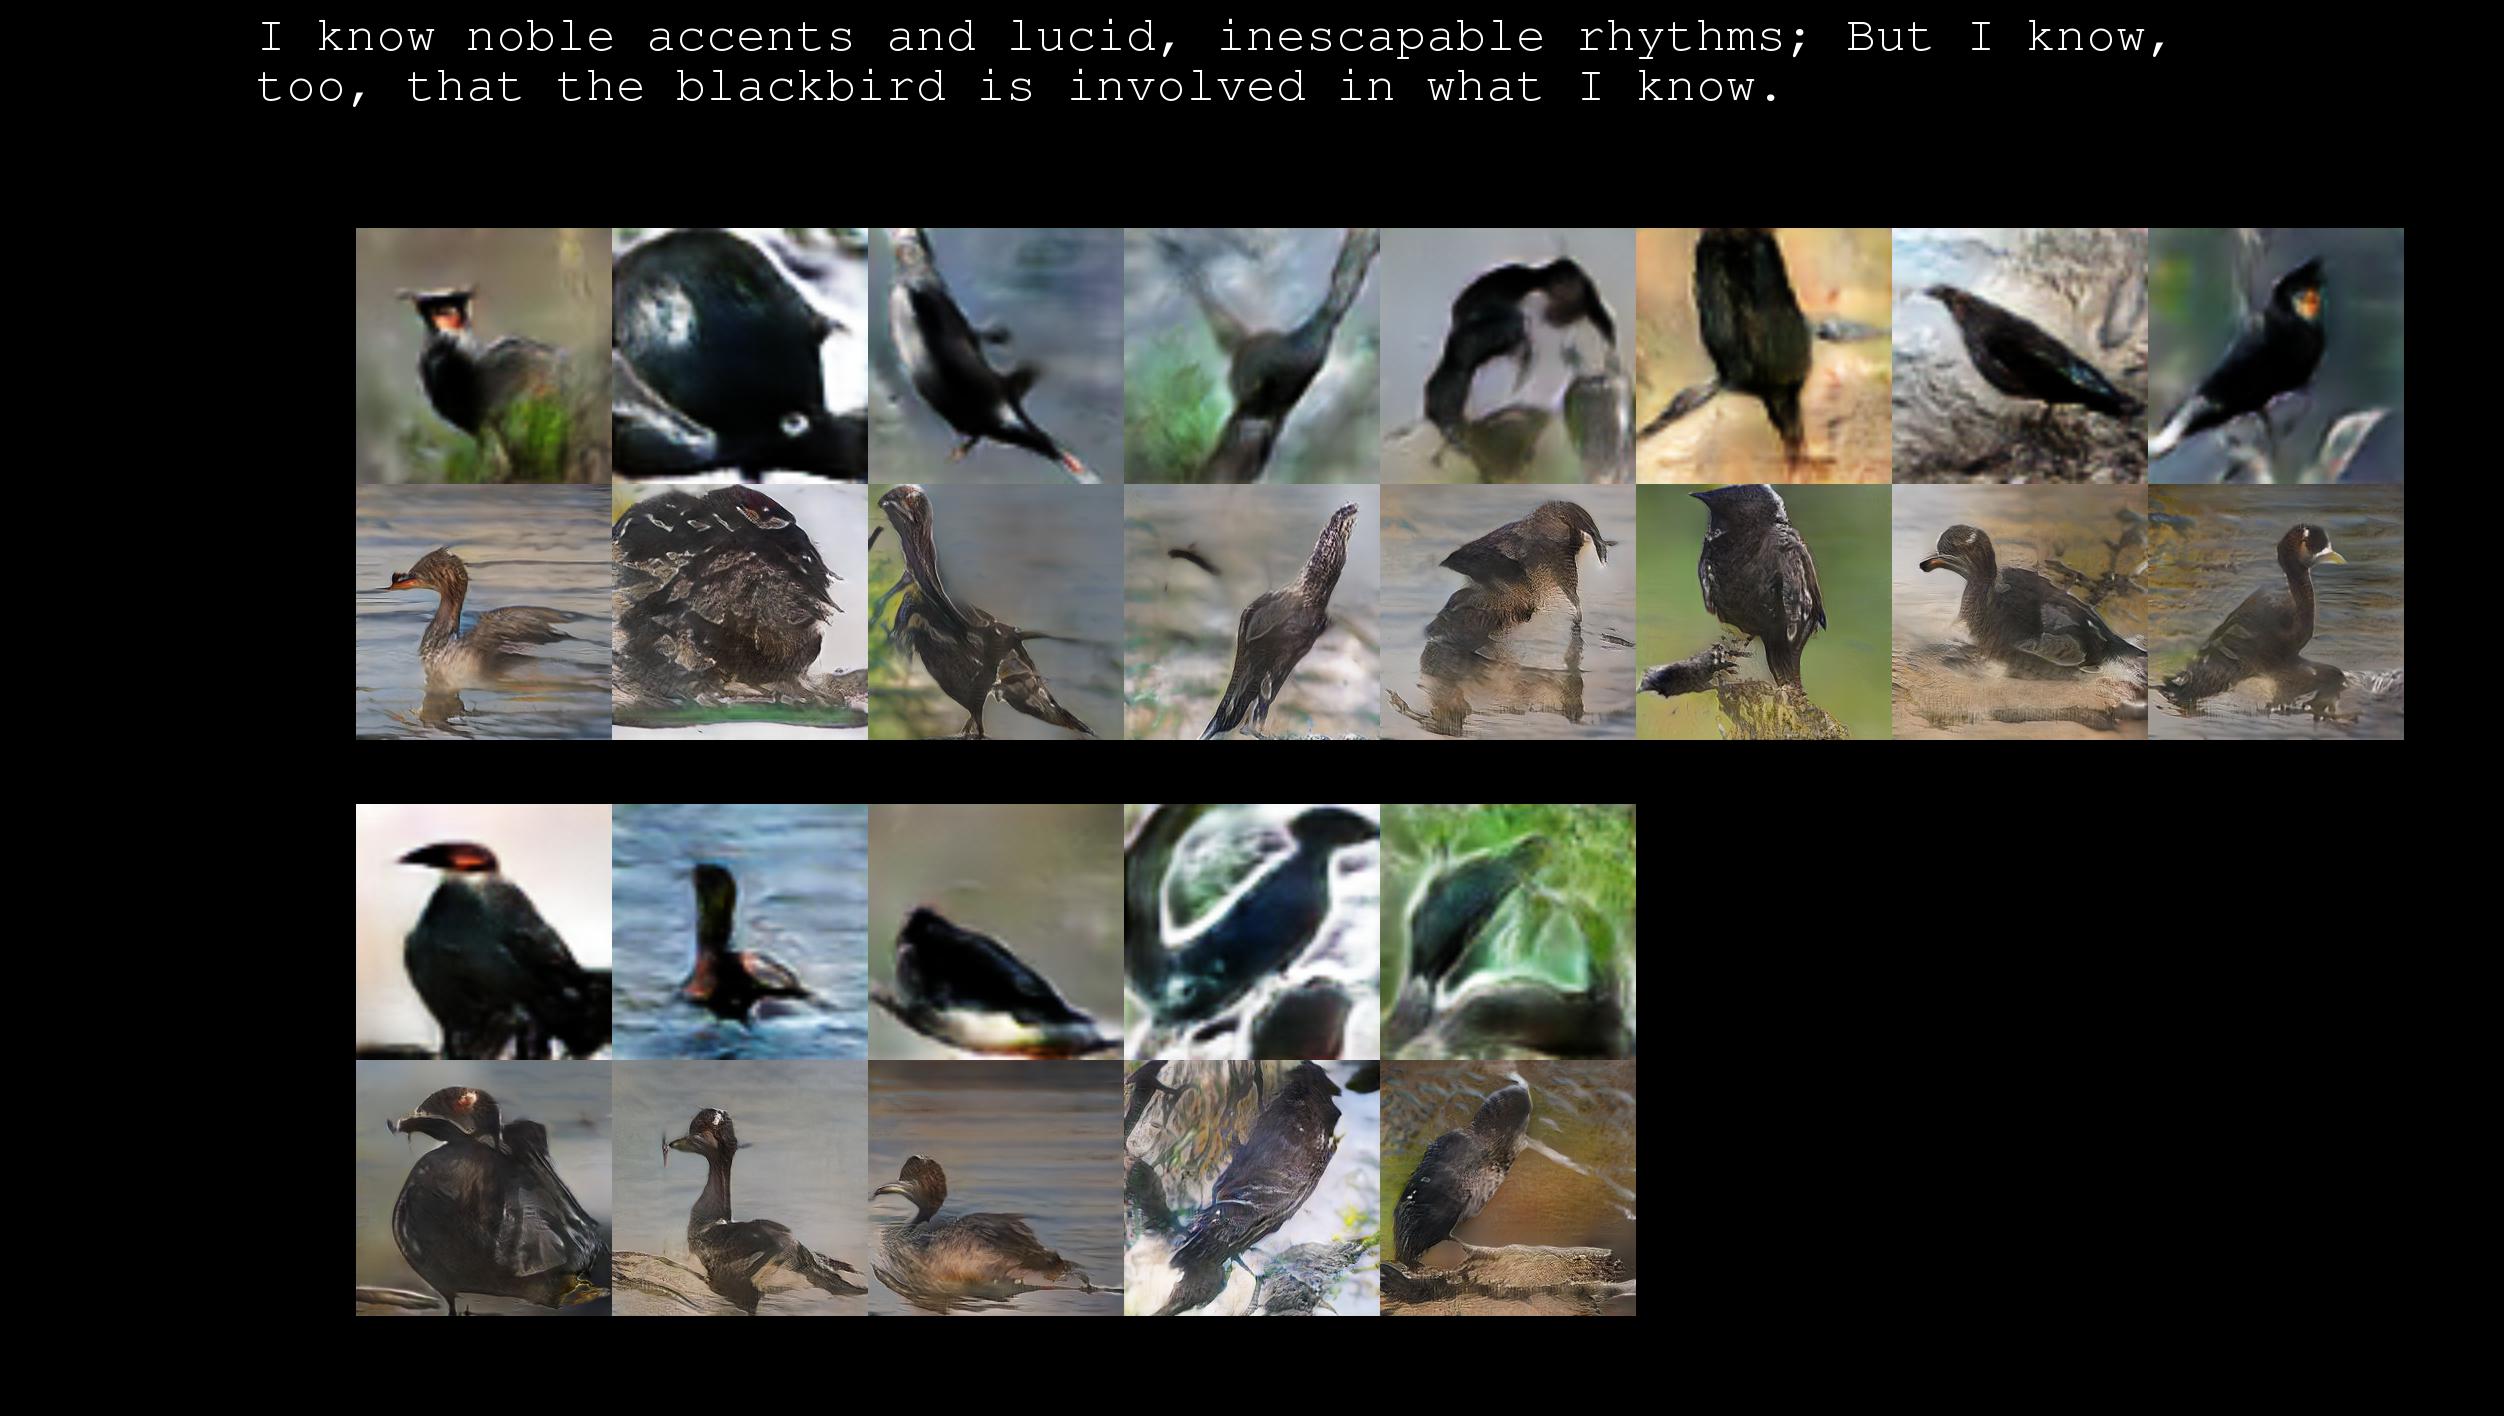 I know noble accents and lucid, inescapable rhythms; But I know,
too, that the blackbird is involved in what I know.